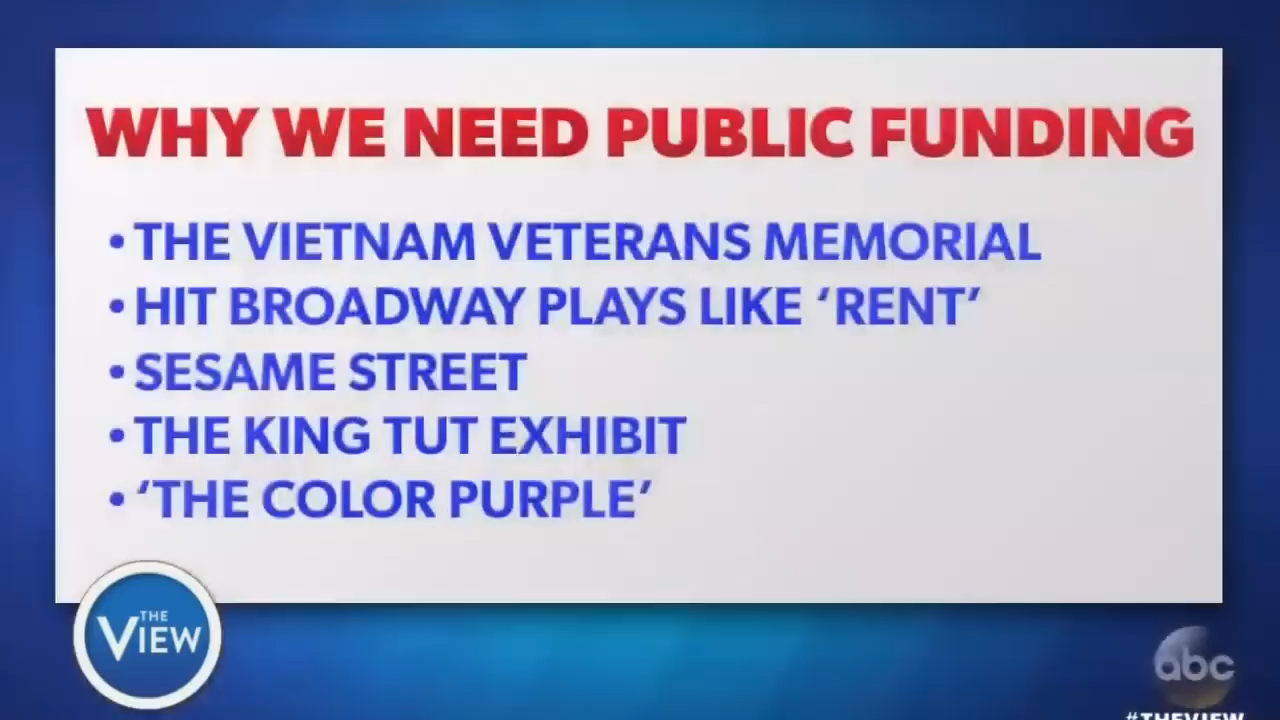 WHY WE NEED PUBLIC FUNDING
• THE VIETNAM VETERANS MEMORIAL
• HIT BROADWAY PLAYS LIKE ‘RENT’
• SESAME STREET
• THE KING TUT EXHIBIT
• ‘THE COLOR PURPLE’
THE
VIEW
abc
#THEVIEW